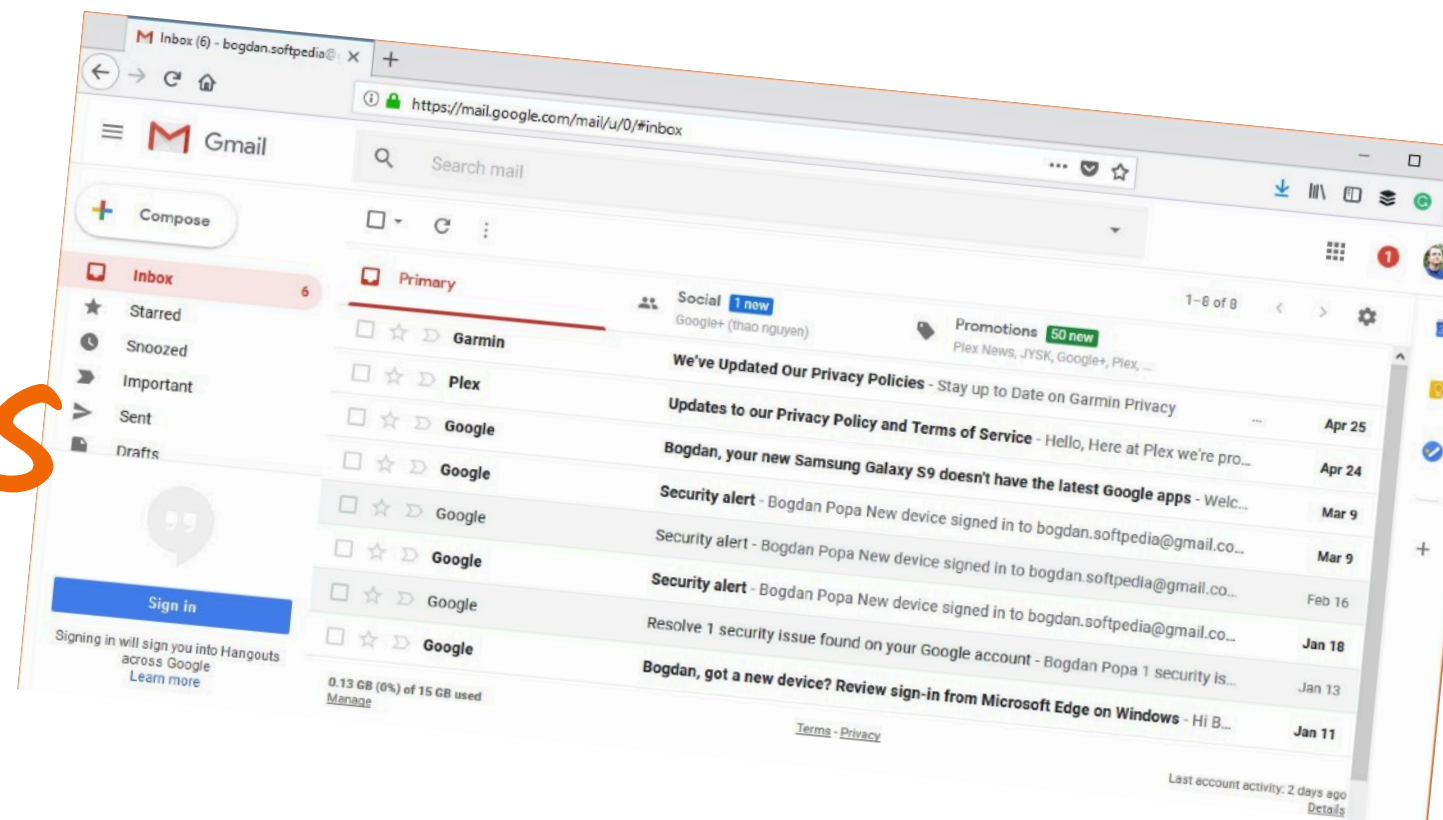 Inbox (6) - bogdan.softpedia@
https://mail.google.com/mail/u/0/#inbox
Gmail
Search mail
Compose
Inbox 6
Starred
Snoozed
Important
Sent
Drafts
Sign in
Signing in will sign you into Hangouts
across Google
Learn more
1
1–8 of 8
Primary
Social 1 new
Google+ (thao nguyen)
Promotions 50 new
Plex News, JYSK, Google+, Plex, ...
Garmin We've Updated Our Privacy Policies - Stay up to Date on Garmin Privacy ... Apr 25
Plex Updates to our Privacy Policy and Terms of Service - Hello, Here at Plex we're pro... Apr 24
Google Bogdan, your new Samsung Galaxy S9 doesn't have the latest Google apps - Welc... Mar 9
Google Security alert - Bogdan Popa New device signed in to bogdan.softpedia@gmail.co... Mar 9
Google Security alert - Bogdan Popa New device signed in to bogdan.softpedia@gmail.co... Feb 16
Google Security alert - Bogdan Popa New device signed in to bogdan.softpedia@gmail.co... Jan 18
Google Resolve 1 security issue found on your Google account - Bogdan Popa 1 security is... Jan 13
Google Bogdan, got a new device? Review sign-in from Microsoft Edge on Windows - Hi B... Jan 11
0.13 GB (0%) of 15 GB used
Manage
Terms - Privacy
Last account activity: 2 days ago
Details
S